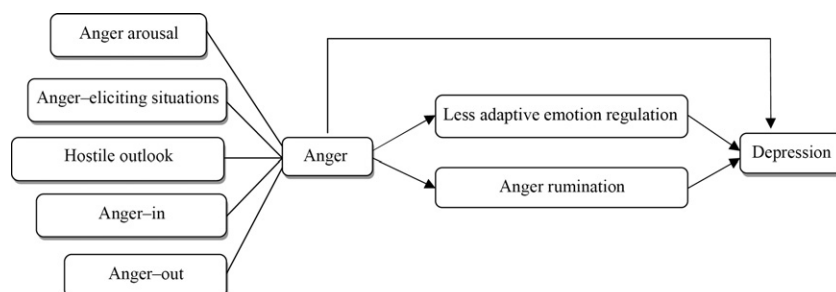 Anger arousal
Anger–eliciting situations
Hostile outlook
Anger–in
Anger–out
Anger
Less adaptive emotion regulation
Anger rumination
Depression